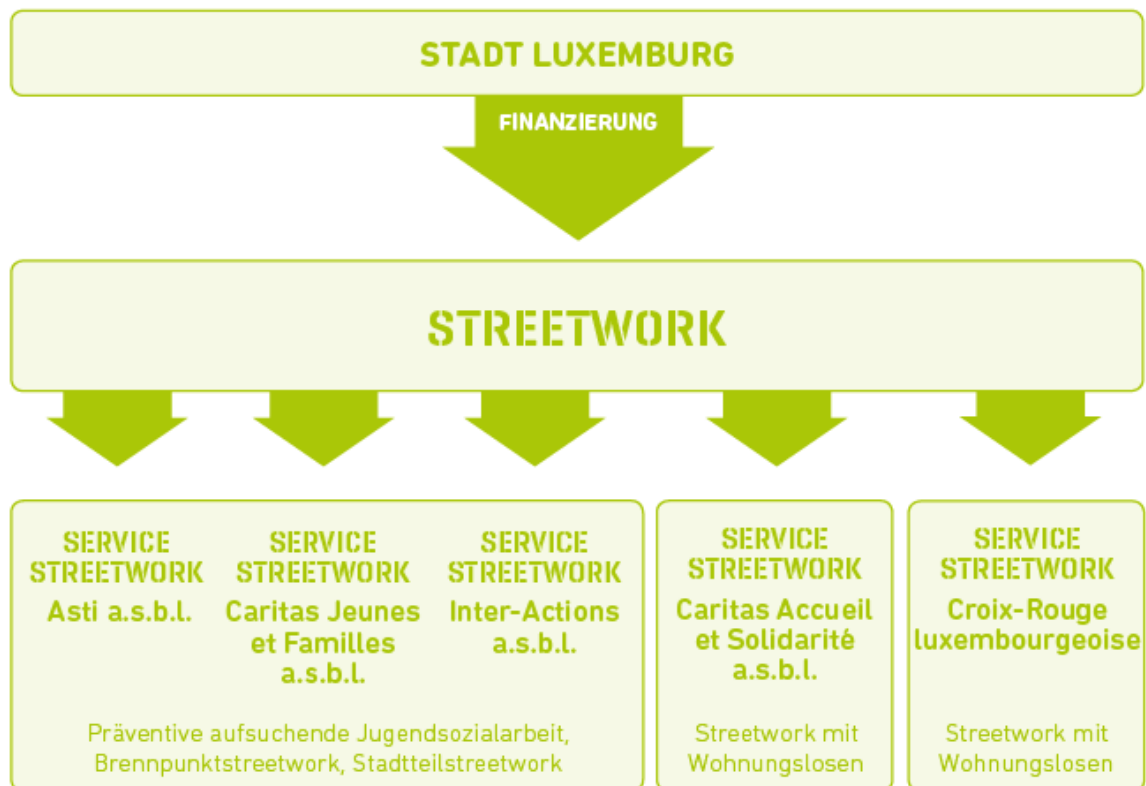 STADT LUXEMBURG
FINANZIERUNG
STREETWORK
SERVICE
STREETWORK
Asti a.s.b.l.
SERVICE
STREETWORK
Caritas Jeunes
et Familles
a.s.b.l.
SERVICE
STREETWORK
Inter-Actions
a.s.b.l.
Präventive aufsuchende Jugendsozialarbeit,
Brennpunktstreetwork, Stadtteilstreetwork
SERVICE
STREETWORK
Caritas Accueil
et Solidarité
a.s.b.l.
Streetwork mit
Wohnungslosen
SERVICE
STREETWORK
Croix-Rouge
luxembourgeoise
Streetwork mit
Wohnungslosen